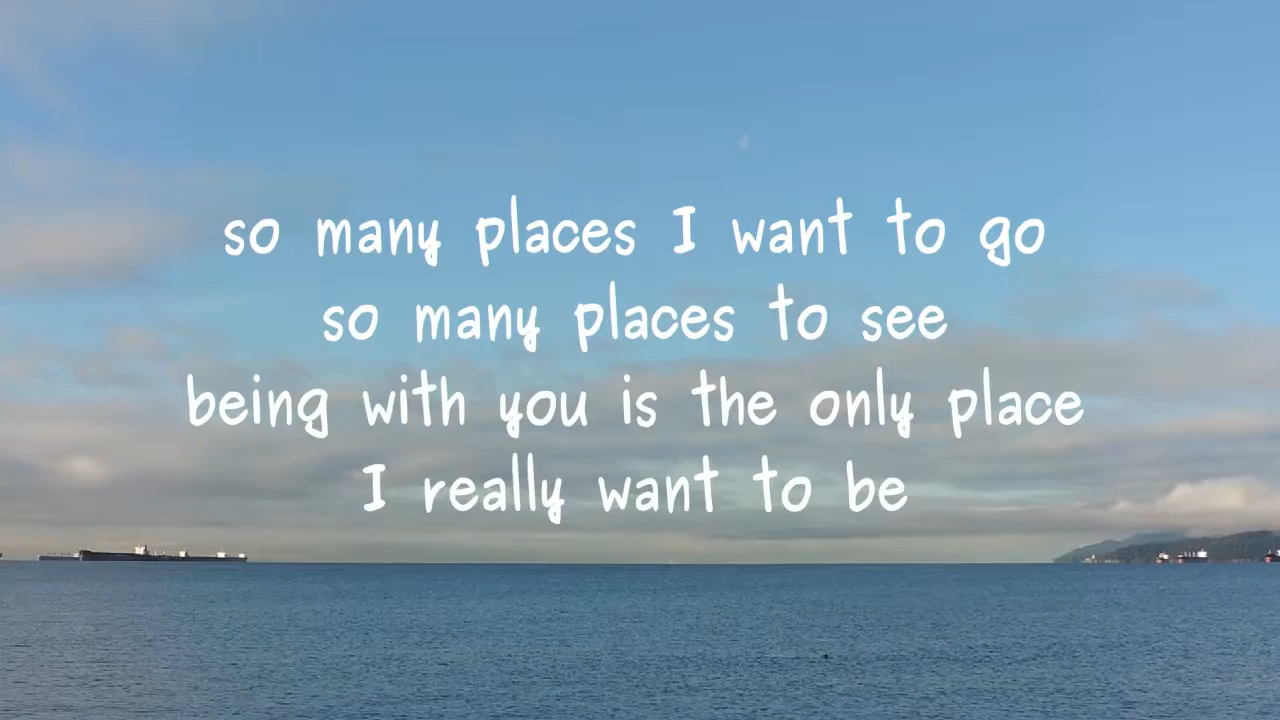 so many places I want to go
so many places to see
being with you is the only place
I really want to be